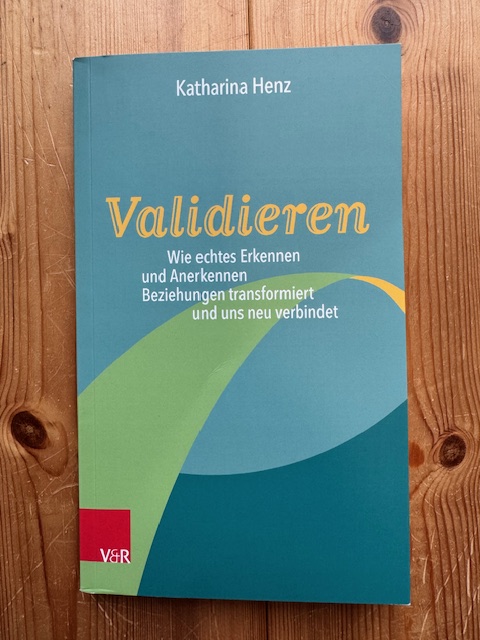 Katharina Henz
Validieren
Wie echtes Erkennen
und Anerkennen
Beziehungen transformiert
und uns neu verbindet
V&R